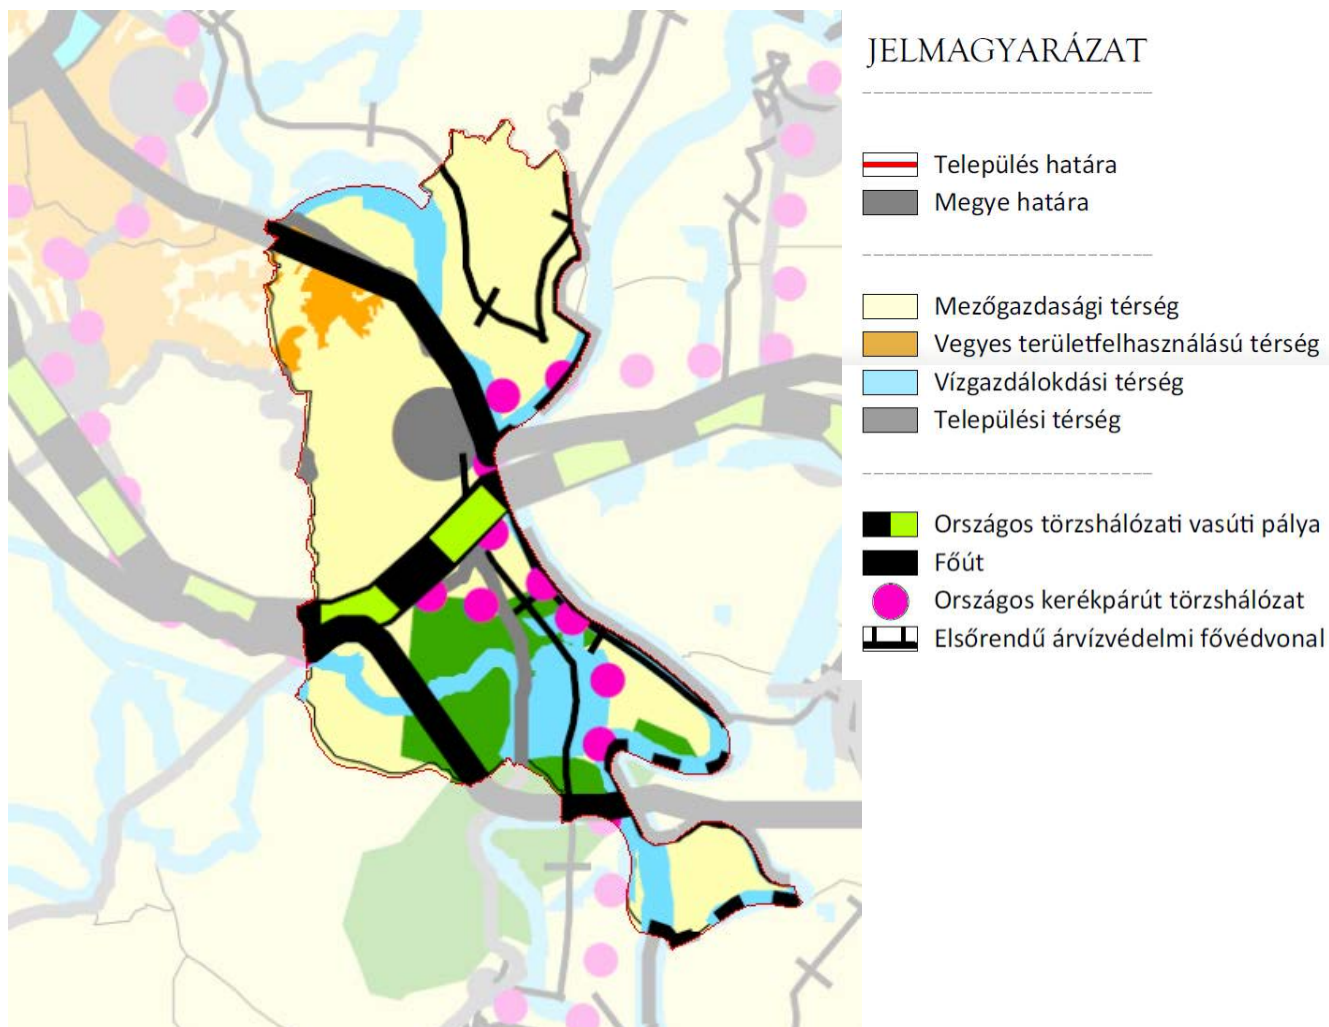 JELMAGYARÁZAT
Település határa
Megye határa
Mezőgazdasági térség
Vegyes területfelhasználású térség
Vízgazdálokdási térség
Települési térség
Országos törzshálózati vasúti pálya
Főút
Országos kerékpárút törzshálózat
Elsőrendű árvízvédelmi fővédvonal